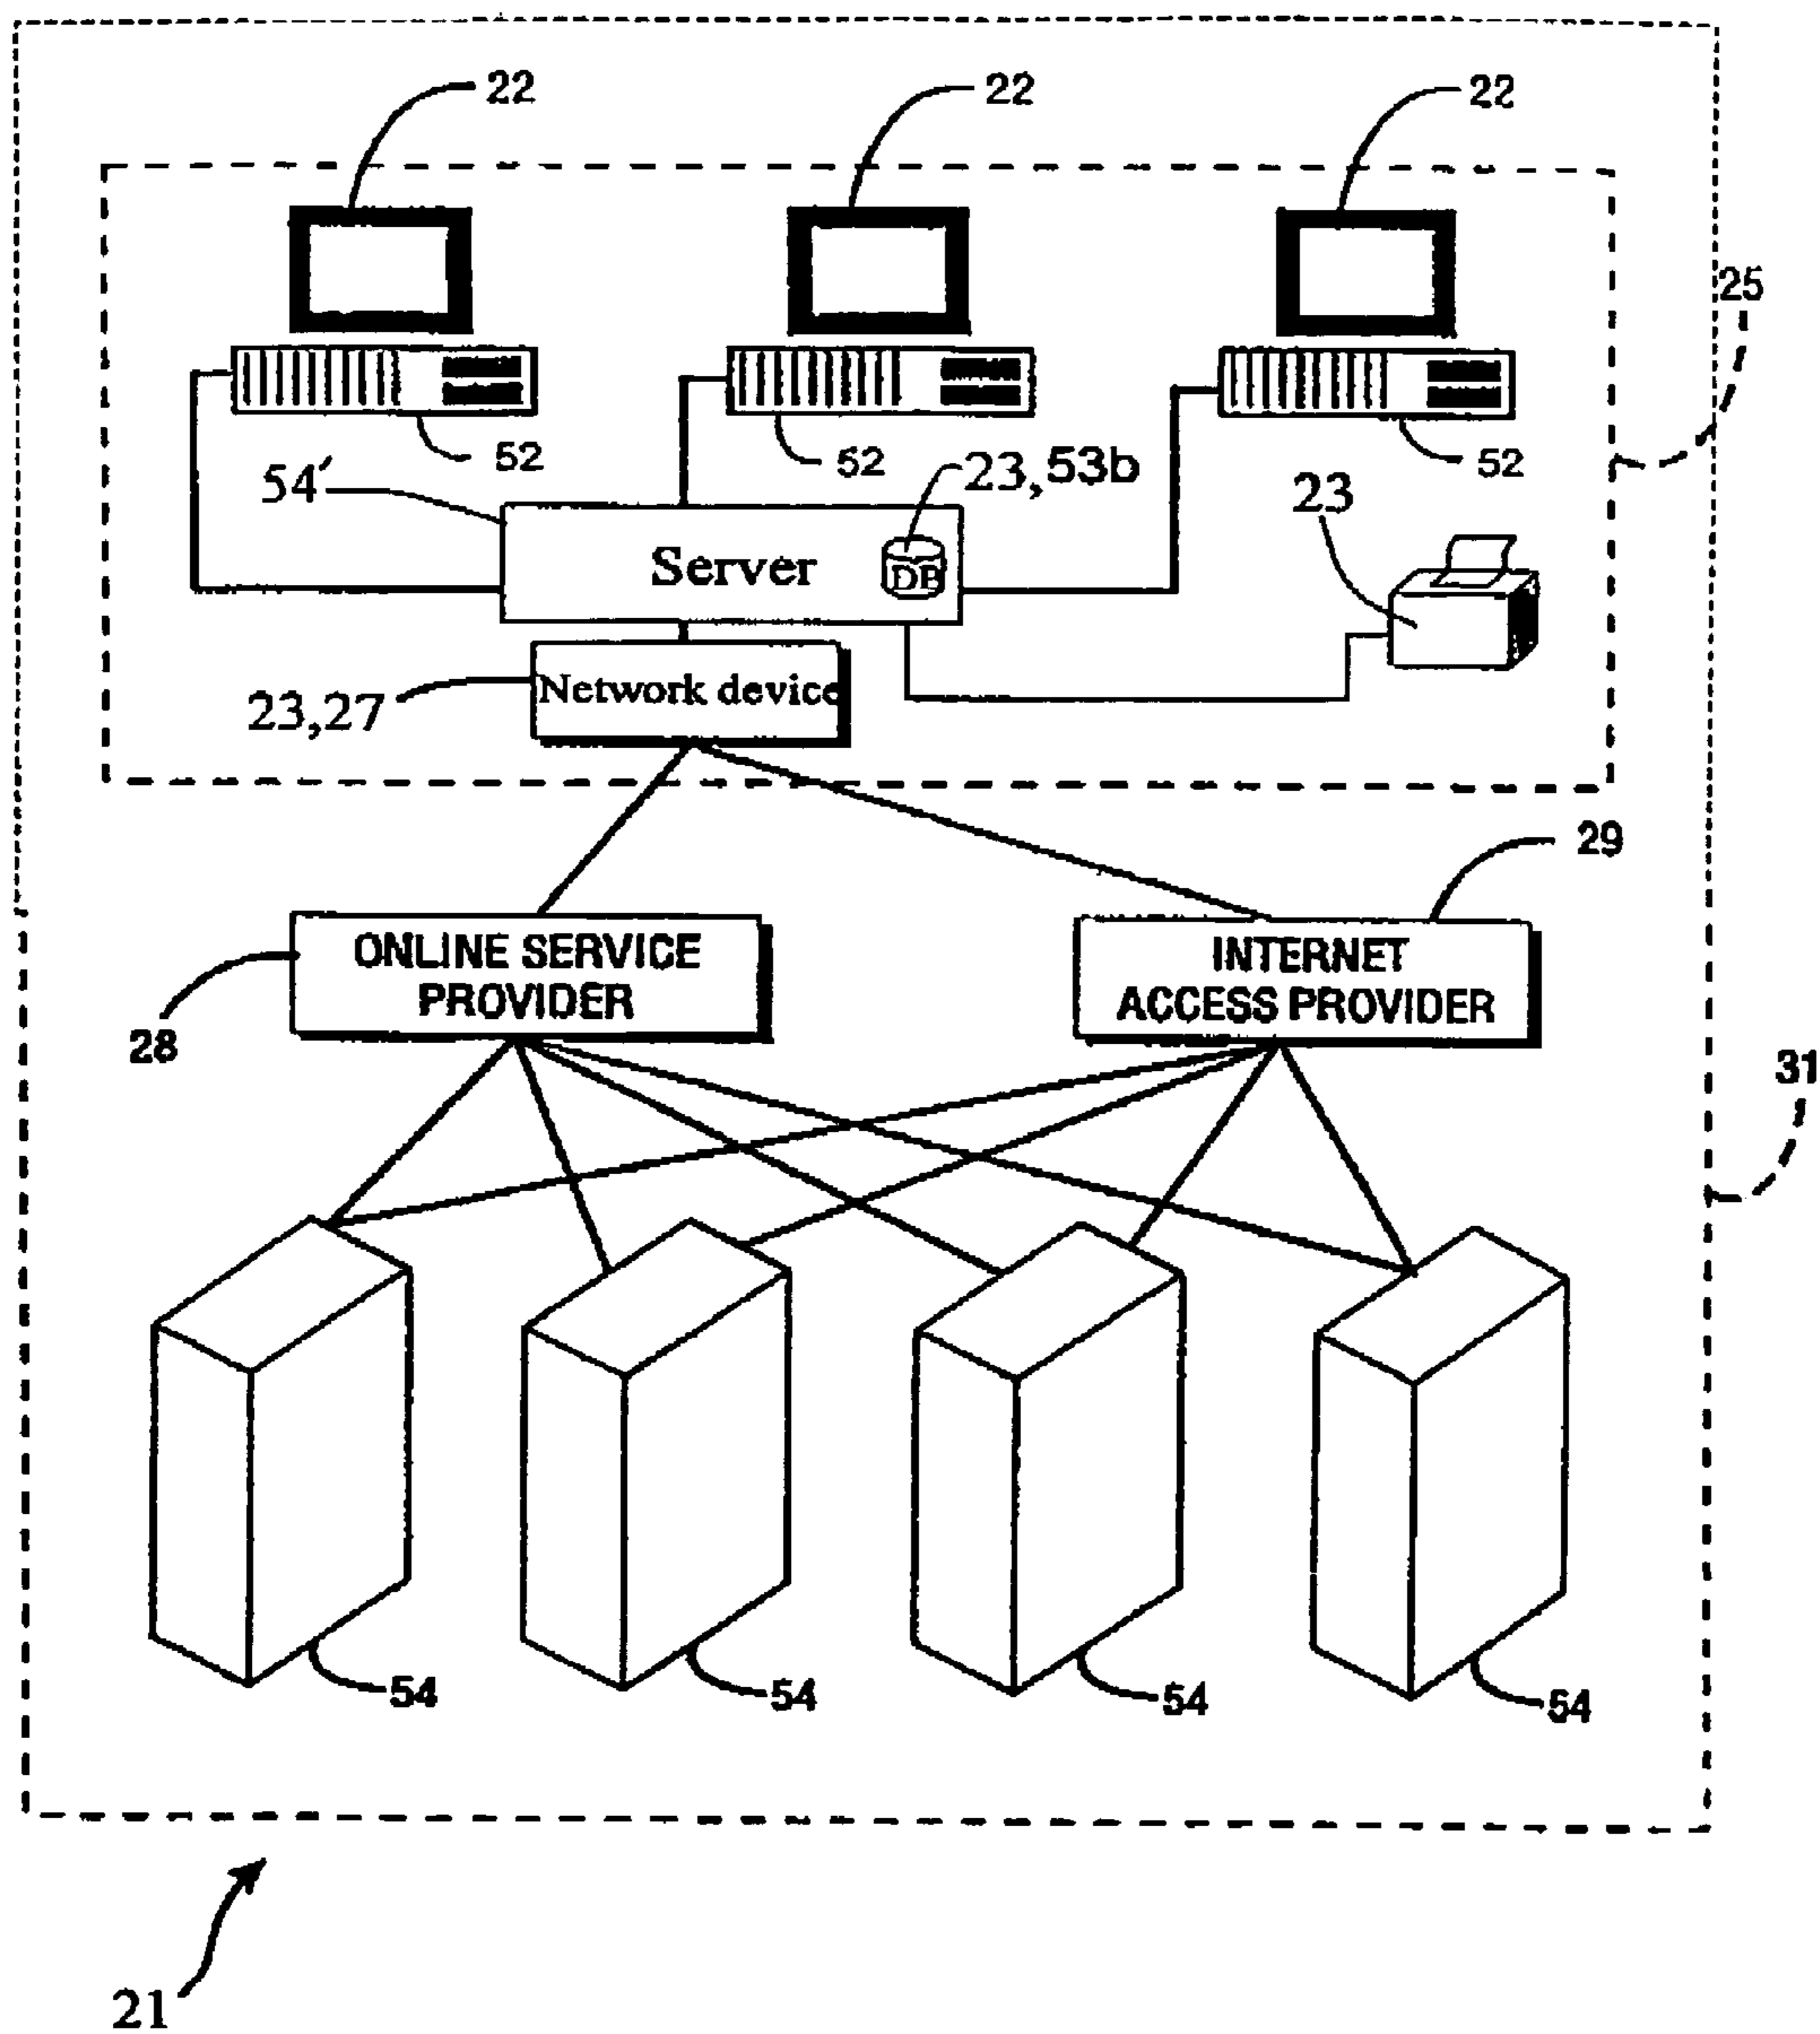 22
22
22
25
52
52
52
54'
23, 53b
23
Server
DB
Network device
23,27
29
ONLINE SERVICE
PROVIDER
INTERNET
ACCESS PROVIDER
28
31
54
54
54
54
21